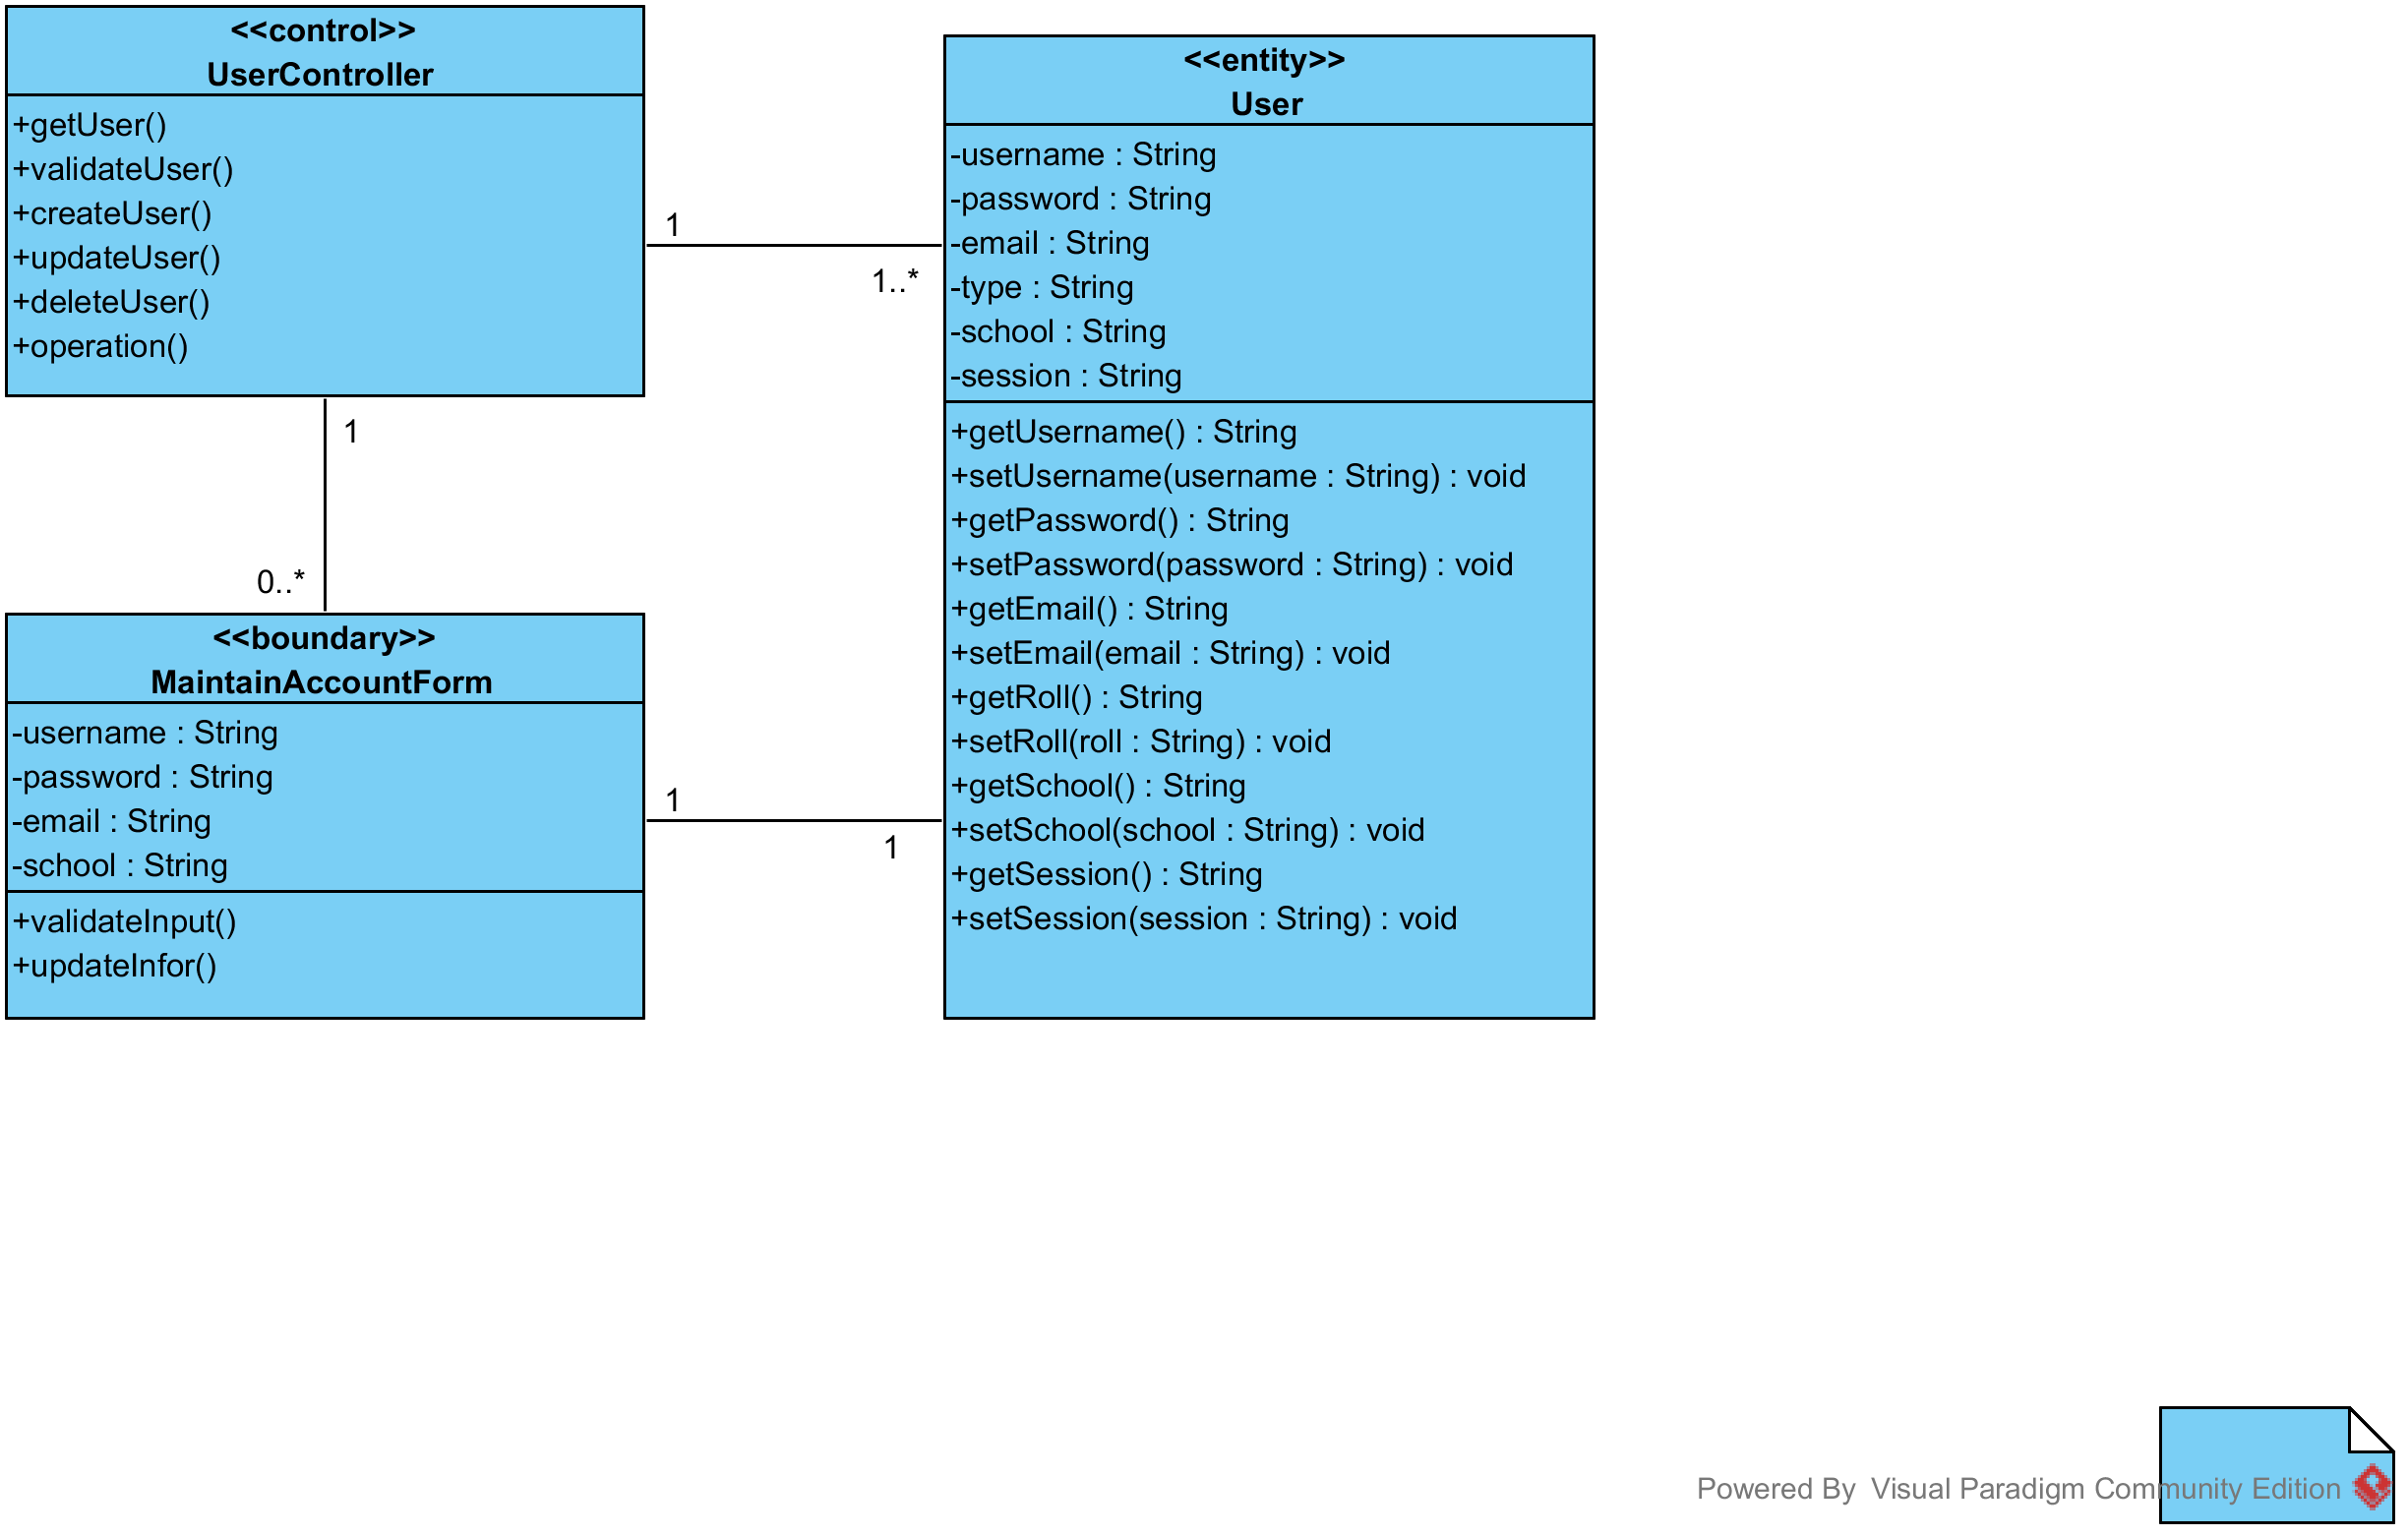 <<control>>
UserController
+getUser()
+validateUser()
+createUser()
+updateUser()
+deleteUser()
+operation()
1
1..*
<<entity>>
User
-username : String
-password : String
-email : String
-type : String
-school : String
-session : String
+getUsername() : String
+setUsername(username : String) : void
+getPassword() : String
+setPassword(password : String) : void
+getEmail() : String
+setEmail(email : String) : void
+getRoll() : String
+setRoll(roll : String) : void
+getSchool() : String
+setSchool(school : String) : void
+getSession() : String
+setSession(session : String) : void
1
0..*
<<boundary>>
MaintainAccountForm
-username : String
-password : String
-email : String
-school : String
+validateInput()
+updateInfor()
1
1
Powered By Visual Paradigm Community Edition